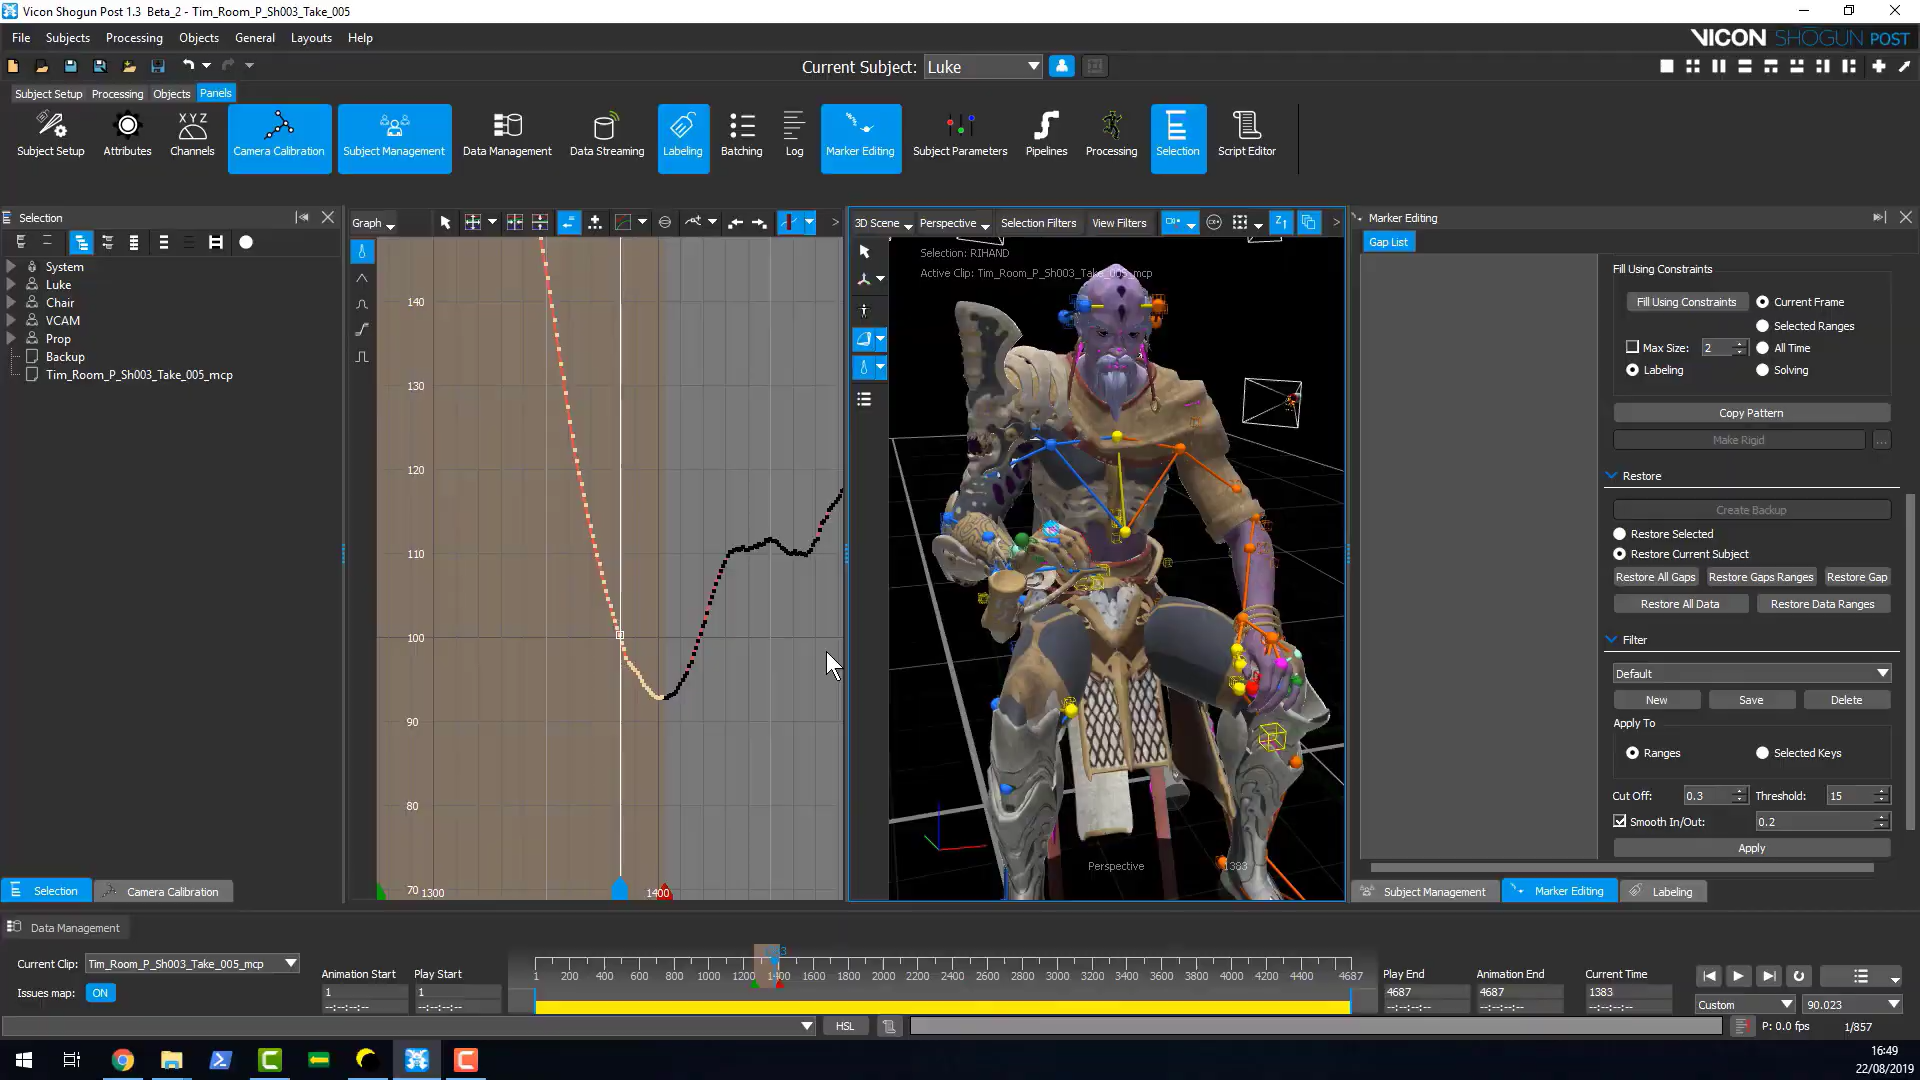 Vicon Shogun Post 1.3 Beta_2 - Tim_Room_P_Sh003_Take_005
File Subjects Processing Objects General Layouts Help
VICON SHOGUN POST
Current Subject: Luke
Subject Setup Processing Objects Panels
Subject Setup Attributes Channels Camera Calibration Subject Management Data Management Data Streaming Labeling Batching Log Marker Editing Subject Parameters Pipelines Processing Selection Script Editor
XYZ
Selection
System
Luke
Chair
VCAM
Prop
Backup
Tim_Room_P_Sh003_Take_005_mcp
Selection Camera Calibration
Graph
140
130
120
110
100
90
80
70 1300 1400
3D Scene Perspective Selection Filters View Filters
Selection: RIHAND
Active Clip: Tim_Room_P_Sh003_Take_005_mcp
Perspective 1383
Marker Editing
Gap List
Fill Using Constraints
Fill Using Constraints Current Frame
Selected Ranges
Max Size: 2 All Time
Labeling Solving
Copy Pattern
Make Rigid ...
Restore
Create Backup
Restore Selected
Restore Current Subject
Restore All Gaps Restore Gaps Ranges Restore Gap
Restore All Data Restore Data Ranges
Filter
Default
New Save Delete
Apply To
Ranges Selected Keys
Cut Off: 0.3 Threshold: 15
Smooth In/Out: 0.2
Apply
Subject Management Marker Editing Labeling
Data Management
Current Clip: Tim_Room_P_Sh003_Take_005_mcp
Issues map: ON
Animation Start Play Start
1 1
--:--:--:-- --:--:--:--
1 200 400 600 800 1000 1200 1400 1600 1800 2000 2200 2400 2600 2800 3000 3200 3400 3600 3800 4000 4200 4400 4687
Play End Animation End Current Time
4687 4687 1383
--:--:--:-- --:--:--:-- --:--:--:--
Custom 90.023
HSL
P: 0.0 fps 1/857
16:49
22/08/2019